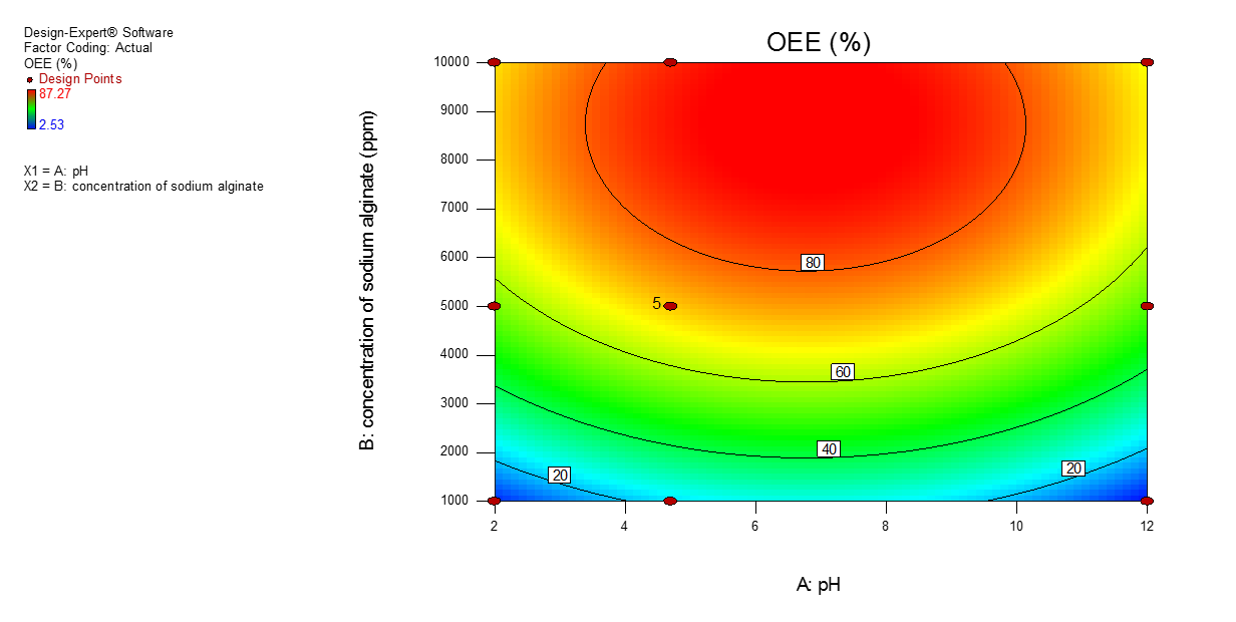 Design-Expert® Software
Factor Coding: Actual
OEE (%)
Design Points
87.27
2.53
X1 = A: pH
X2 = B: concentration of sodium alginate
OEE (%)
B: concentration of sodium alginate (ppm)
10000
9000
8000
7000
6000
5000
4000
3000
2000
1000
80
5
60
40
20
20
2
4
6
8
10
12
A: pH